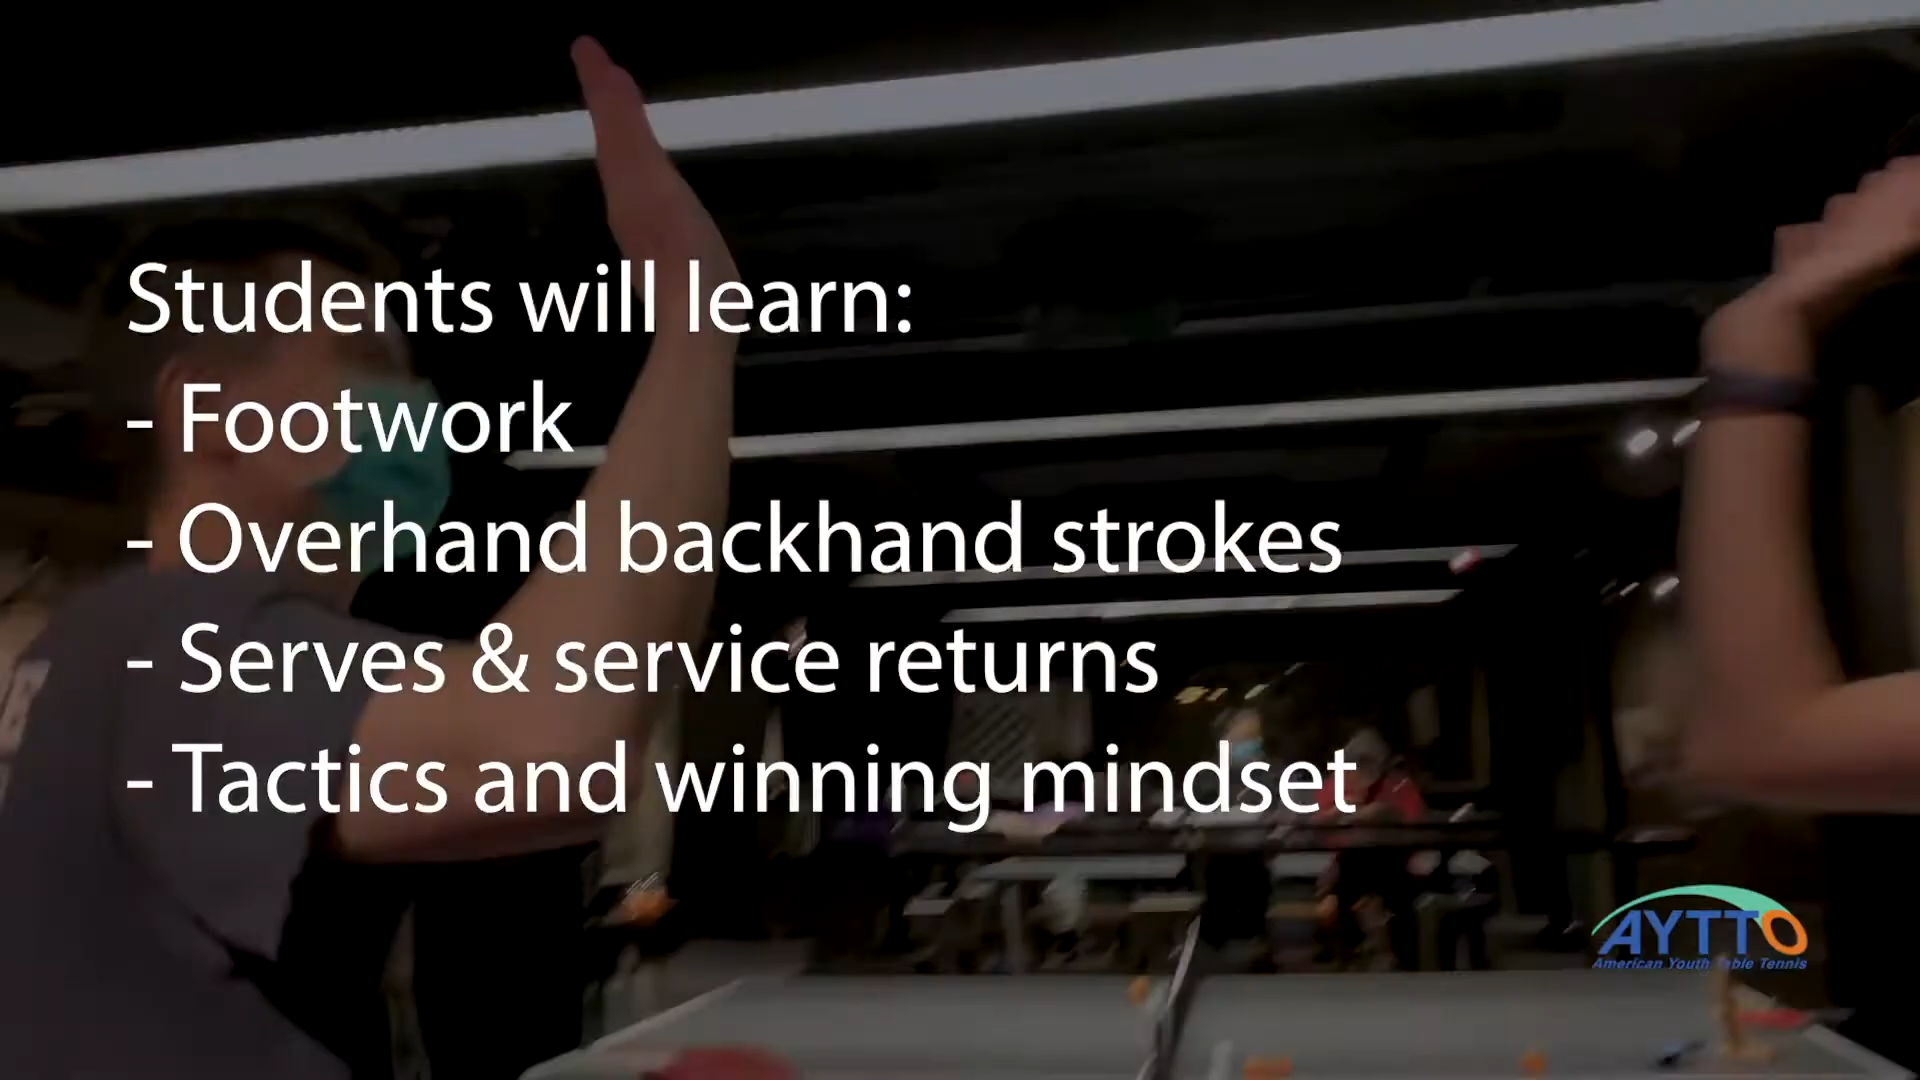 Students will learn:
- Footwork
- Overhand backhand strokes
- Serves & service returns
- Tactics and winning mindset
AYTTO
American Youth Table Tennis